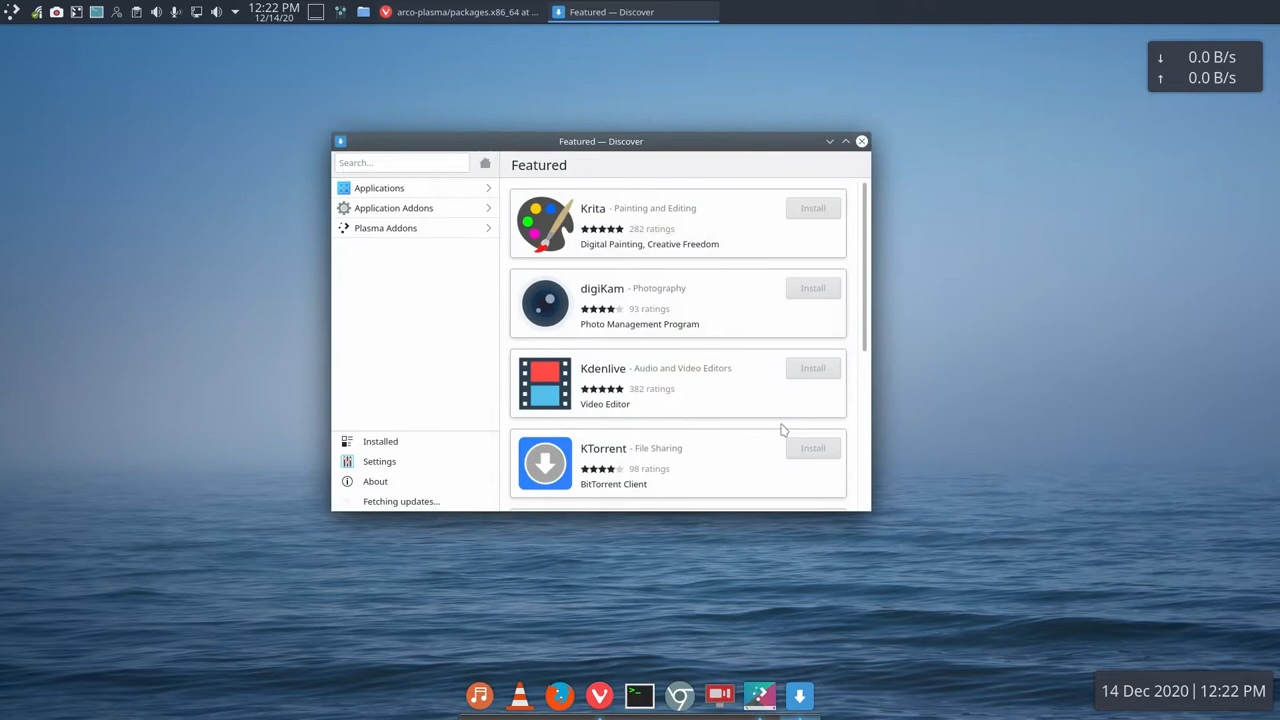 12:22 PM
12/14/20
arco-plasma/packages.x86_64 at ...
Featured — Discover
↓ 0.0 B/s
↑ 0.0 B/s
Featured — Discover
Search...
Applications
Application Addons
Plasma Addons
Installed
Settings
About
Fetching updates...
Featured
Krita - Painting and Editing
282 ratings
Digital Painting, Creative Freedom
Install
digiKam - Photography
93 ratings
Photo Management Program
Install
Kdenlive - Audio and Video Editors
382 ratings
Video Editor
Install
KTorrent - File Sharing
98 ratings
BitTorrent Client
Install
>_
14 Dec 2020 | 12:22 PM